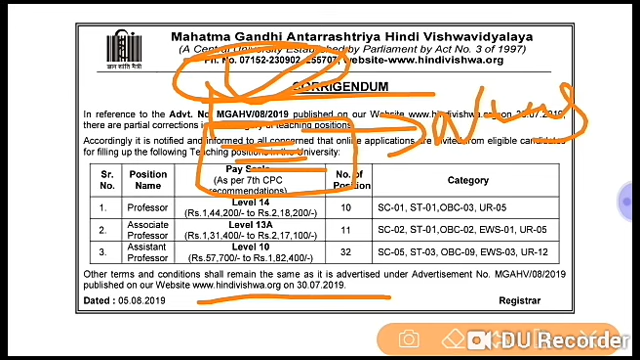 Mahatma Gandhi Antarrashtriya Hindi Vishwavidyalaya
(A Central University Established by Parliament by Act No. 3 of 1997)
Ph. No. 07152-230902, 255707, website-www.hindivishwa.org
ज्ञान शांति मैत्री
CORRIGENDUM
In reference to the Advt. No MGAHV/08/2019 published on our Website www.hindivishwa.org on 30.07.2019,
there are partial corrections in category of teaching positions.
Accordingly it is notified and informed to all concerned that online applications are invited from eligible candidates
for filling up the following Teaching positions in the University:
Sr. No. Position Name Pay Scale (As per 7th CPC recommendations) No. of Position Category
1. Professor Level 14 (Rs.1,44,200/- to Rs.2,18,200/-) 10 SC-01, ST-01,OBC-03, UR-05
2. Associate Professor Level 13A (Rs.1,31,400/- to Rs.2,17,100/-) 11 SC-02, ST-01,OBC-02, EWS-01, UR-05
3. Assistant Professor Level 10 (Rs.57,700/- to Rs.1,82,400/-) 32 SC-05, ST-03, OBC-09, EWS-03, UR-12
Other terms and conditions shall remain the same as it is advertised under Advertisement No. MGAHV/08/2019
published on our Website www.hindivishwa.org on 30.07.2019.
Dated : 05.08.2019 Registrar
DU Recorder